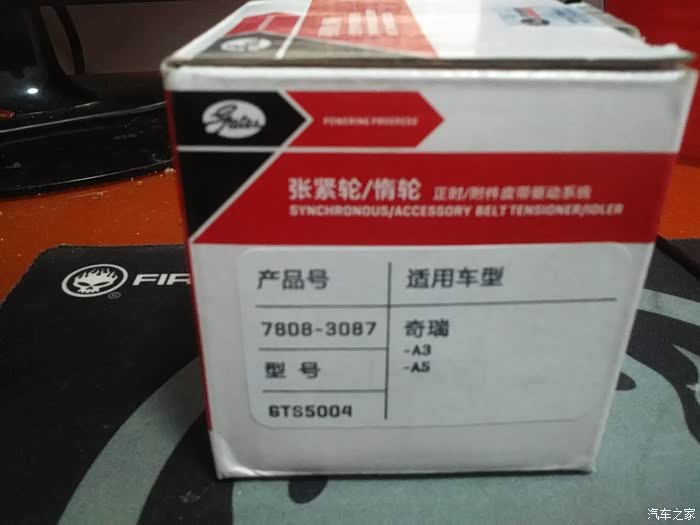 Gates
POWERING PROGRESS
张紧轮/惰轮 正时/附件皮带驱动系统
SYNCHRONOUS/ACCESSORY BELT TENSIONER/IDLER
产品号
适用车型
7808-3087
奇瑞
-A3
-A5
型号
GTS5004
FIR
汽车之家